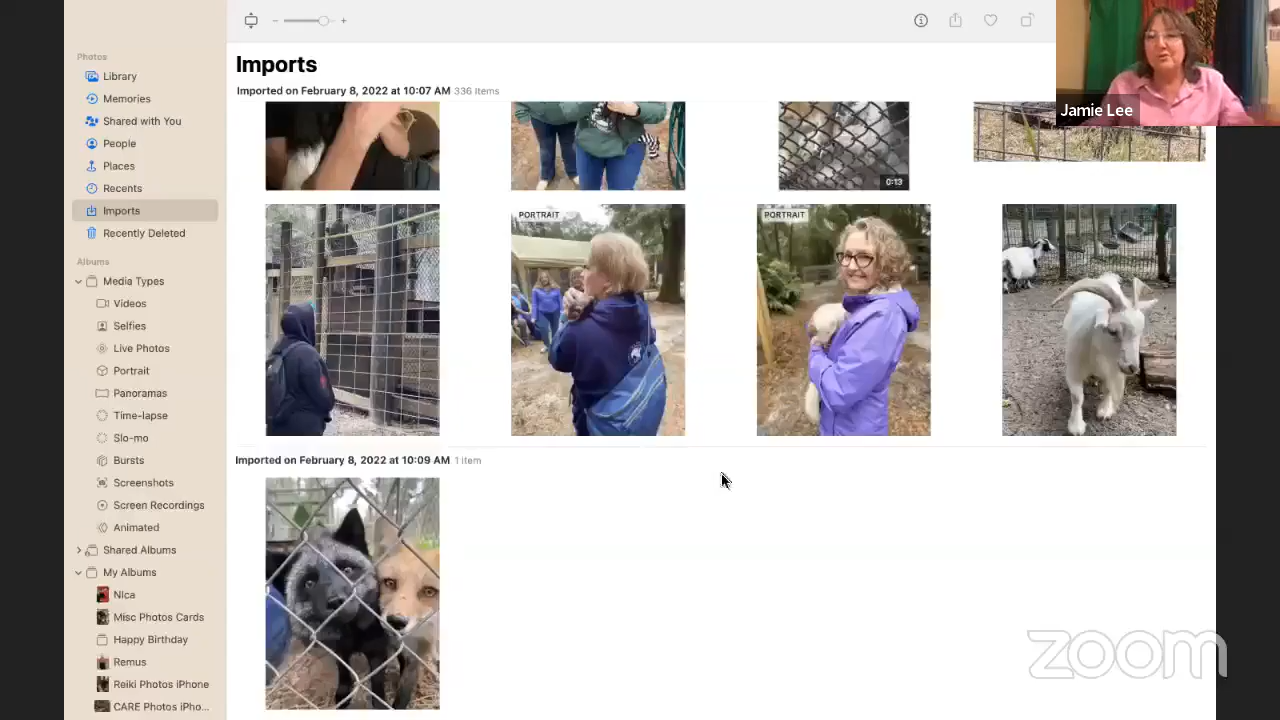 Photos
Library
Memories
Shared with You
People
Places
Recents
Imports
Recently Deleted
Albums
Media Types
Videos
Selfies
Live Photos
Portrait
Panoramas
Time-lapse
Slo-mo
Bursts
Screenshots
Screen Recordings
Animated
Shared Albums
My Albums
Nica
Misc Photos Cards
Happy Birthday
Remus
Reiki Photos iPhone
CARE Photos iPho...
Imports
Imported on February 8, 2022 at 10:07 AM 336 Items
0:13
PORTRAIT
PORTRAIT
Imported on February 8, 2022 at 10:09 AM 1 item
Jamie Lee
zoom